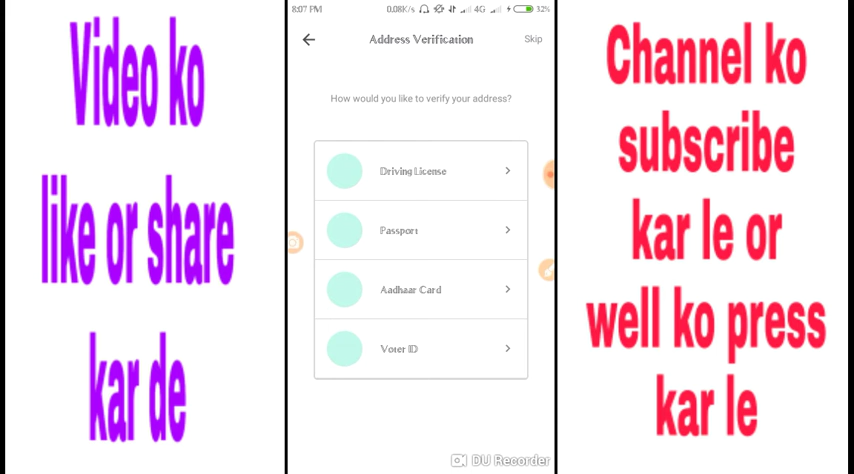 Video ko
like or share
kar de
8:07 PM 0.08K/s 4G 32%
Address Verification Skip
How would you like to verify your address?
Driving License
Passport
Aadhaar Card
Voter ID
DU Recorder
Channel ko
subscribe
kar le or
well ko press
kar le